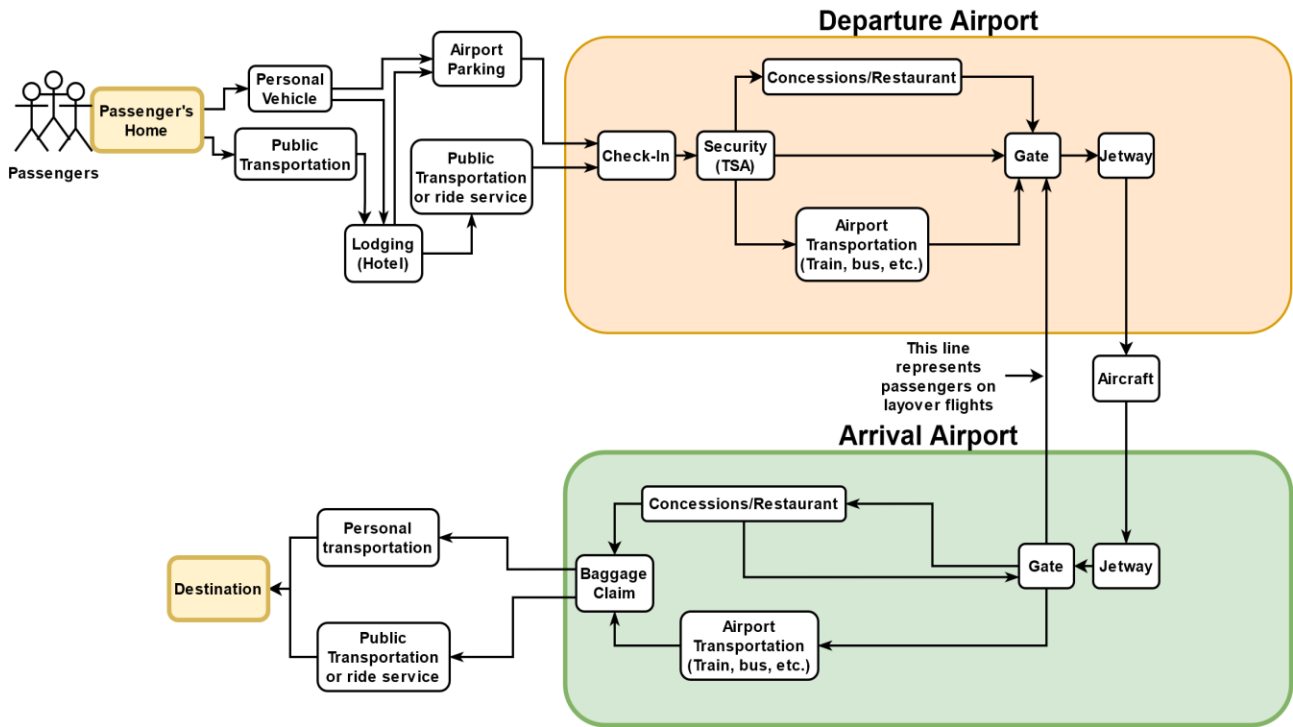 Departure Airport
Passengers
Passenger's
Home
Personal
Vehicle
Public
Transportation
Airport
Parking
Lodging
(Hotel)
Public
Transportation
or ride service
Check-In
Security
(TSA)
Concessions/Restaurant
Airport
Transportation
(Train, bus, etc.)
Gate
Jetway
This line
represents
passengers on
layover flights
Aircraft
Arrival Airport
Jetway
Gate
Concessions/Restaurant
Airport
Transportation
(Train, bus, etc.)
Baggage
Claim
Personal
transportation
Public
Transportation
or ride service
Destination